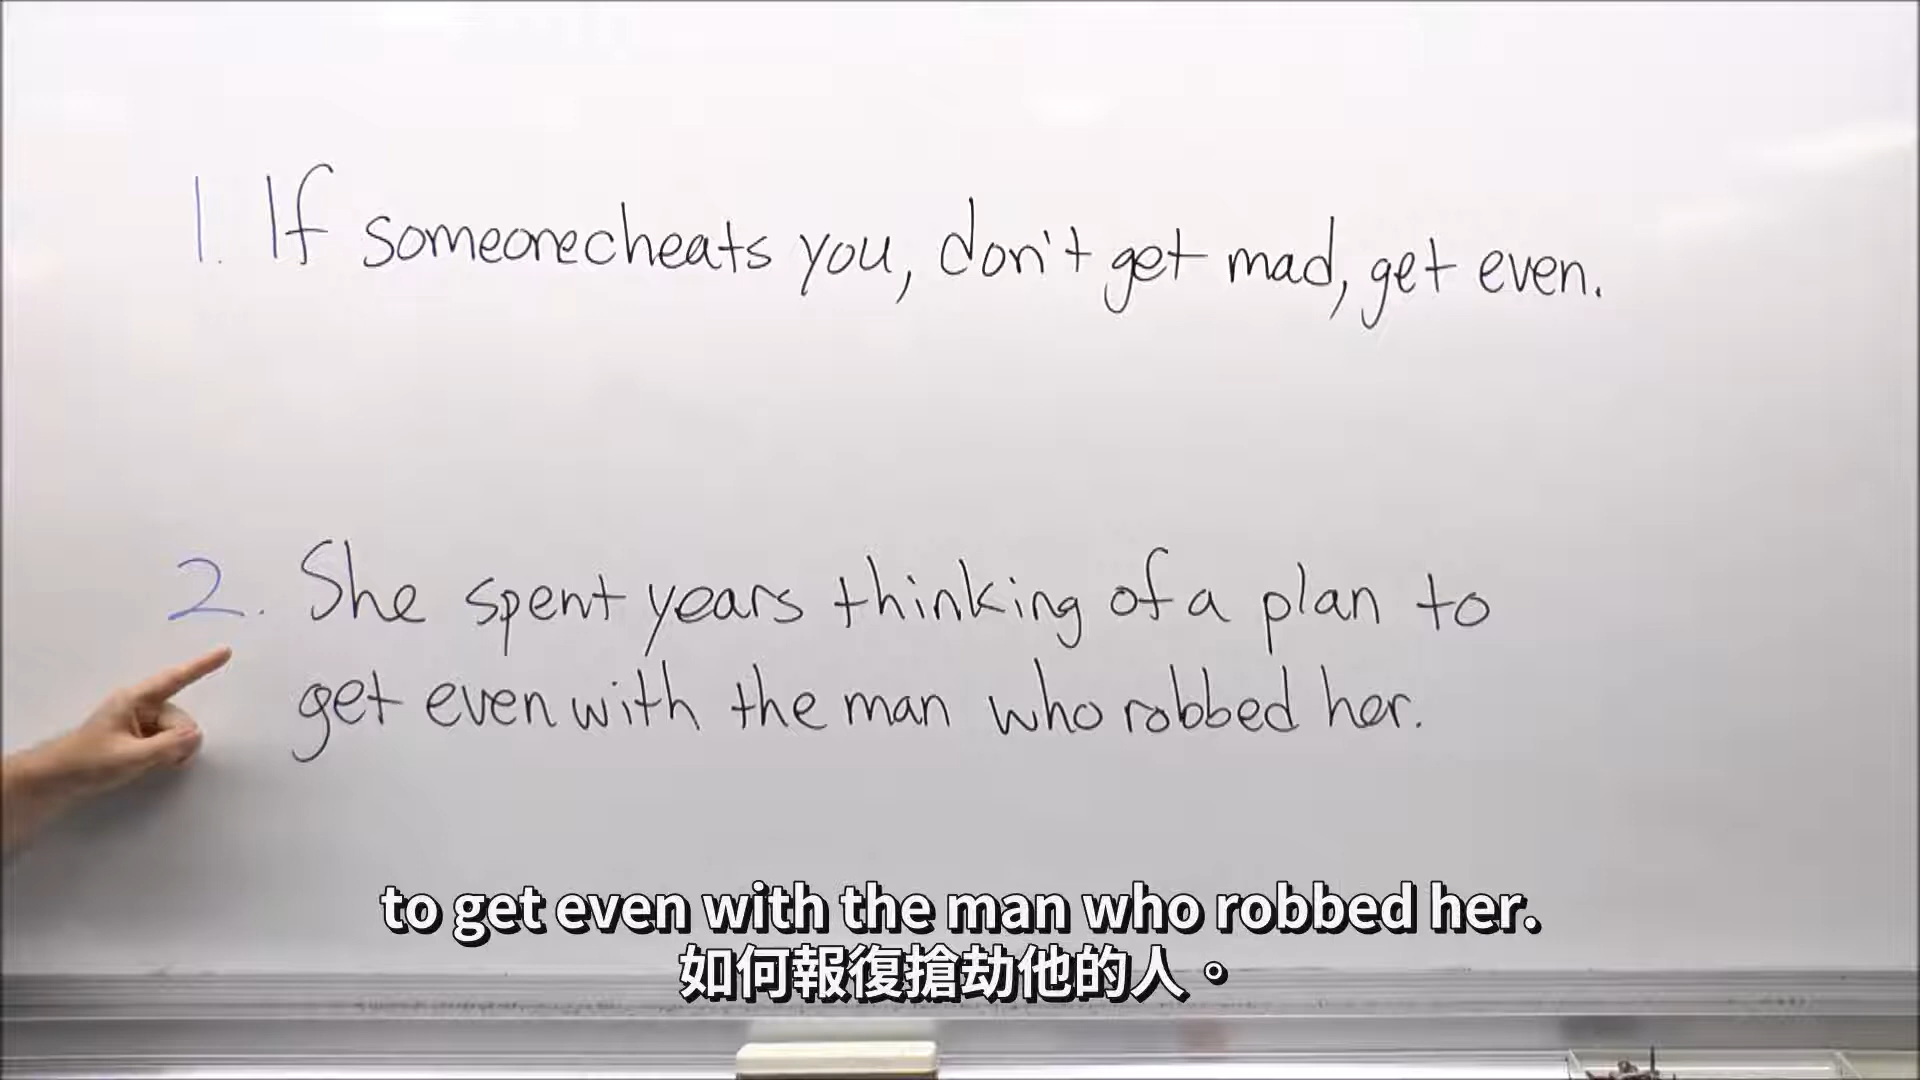 1. If someone cheats you, don't get mad, get even.
2. She spent years thinking of a plan to
get even with the man who robbed her.
to get even with the man who robbed her.
如何報復搶劫他的人。